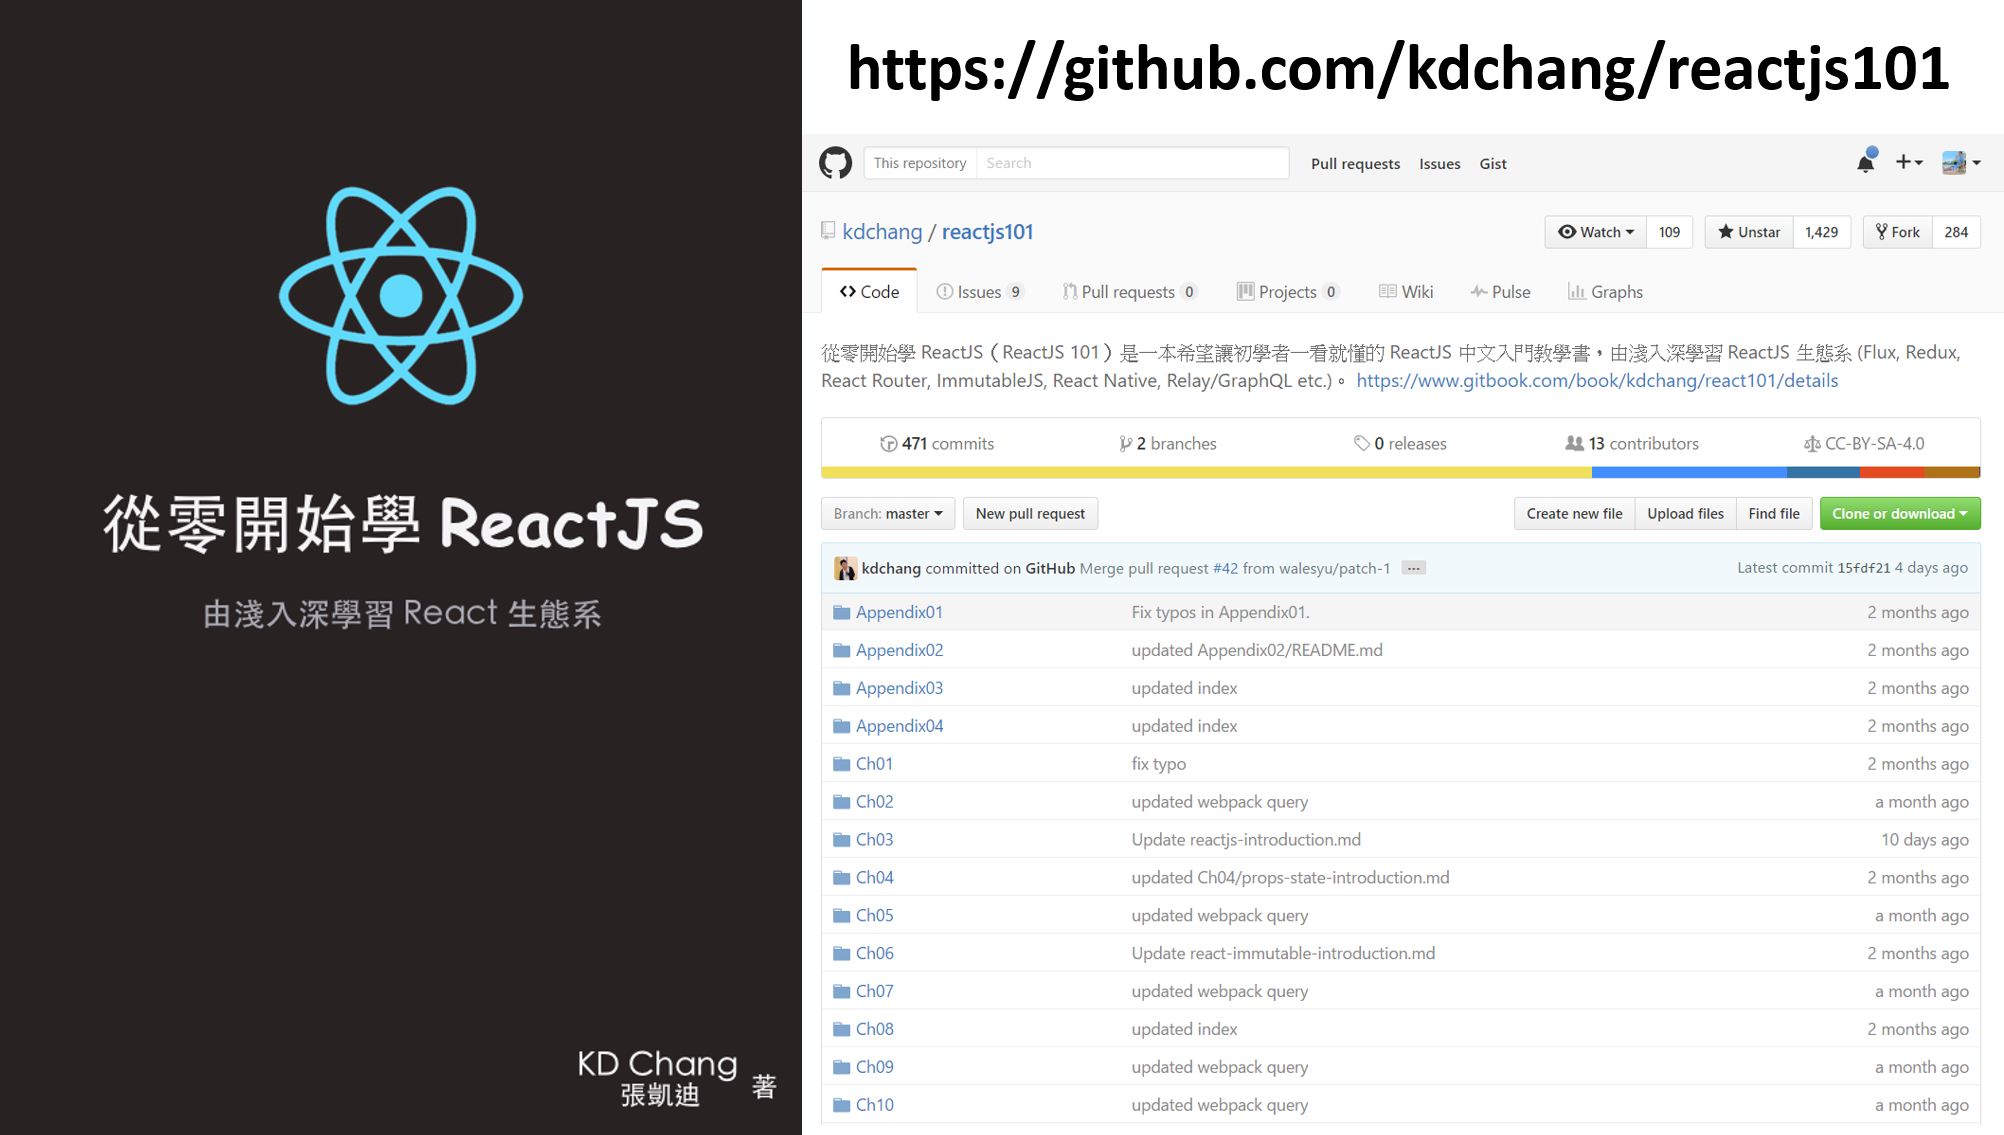 從零開始學 ReactJS
由淺入深學習 React 生態系
KD Chang
張凱迪 著
https://github.com/kdchang/reactjs101
This repository Search Pull requests Issues Gist
kdchang / reactjs101 Watch 109 Unstar 1,429 Fork 284
Code Issues 9 Pull requests 0 Projects 0 Wiki Pulse Graphs
從零開始學 ReactJS（ReactJS 101）是一本希望讓初學者一看就懂的 ReactJS 中文入門教學書，由淺入深學習 ReactJS 生態系 (Flux, Redux,
React Router, ImmutableJS, React Native, Relay/GraphQL etc.)。 https://www.gitbook.com/book/kdchang/react101/details
471 commits 2 branches 0 releases 13 contributors CC-BY-SA-4.0
Branch: master New pull request Create new file Upload files Find file Clone or download
kdchang committed on GitHub Merge pull request #42 from walesyu/patch-1 ... Latest commit 15fdf21 4 days ago
Appendix01 Fix typos in Appendix01. 2 months ago
Appendix02 updated Appendix02/README.md 2 months ago
Appendix03 updated index 2 months ago
Appendix04 updated index 2 months ago
Ch01 fix typo 2 months ago
Ch02 updated webpack query a month ago
Ch03 Update reactjs-introduction.md 10 days ago
Ch04 updated Ch04/props-state-introduction.md 2 months ago
Ch05 updated webpack query a month ago
Ch06 Update react-immutable-introduction.md 2 months ago
Ch07 updated webpack query a month ago
Ch08 updated index 2 months ago
Ch09 updated webpack query a month ago
Ch10 updated webpack query a month ago